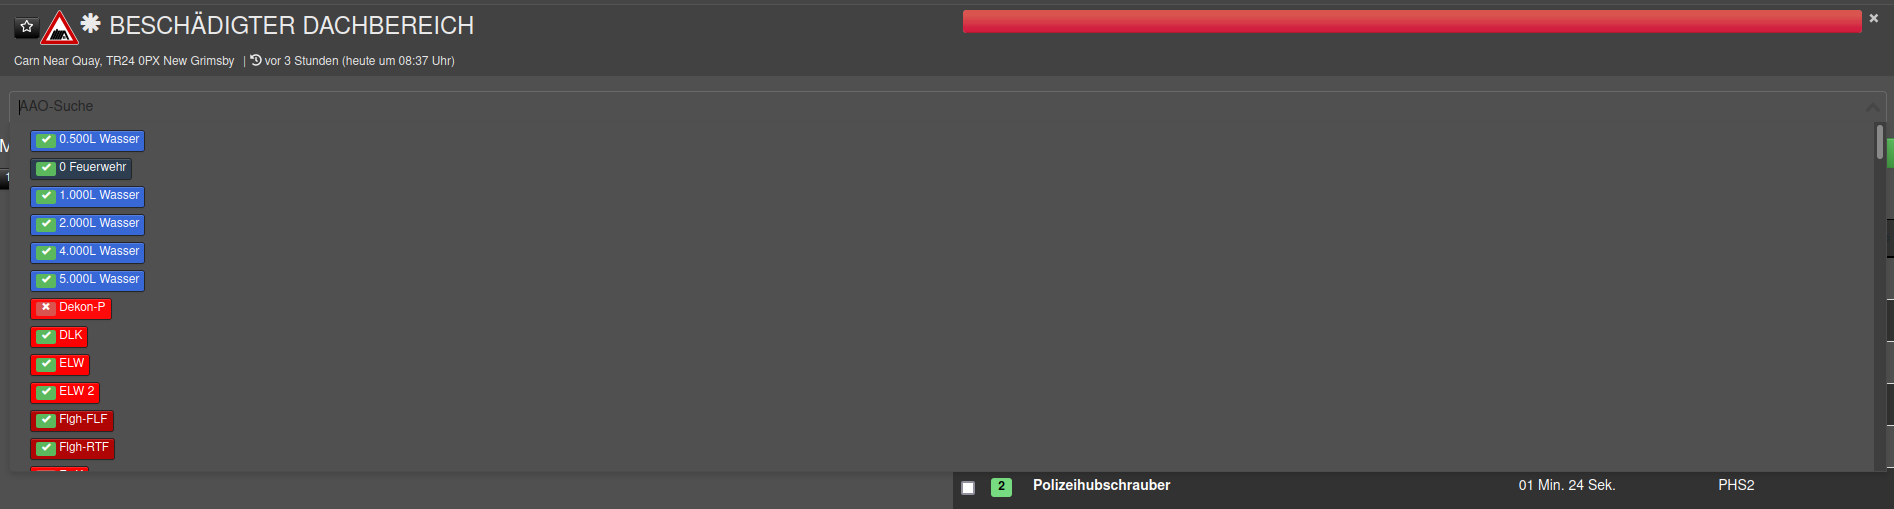 BESCHÄDIGTER DACHBEREICH
Carn Near Quay, TR24 0PX New Grimsby | vor 3 Stunden (heute um 08:37 Uhr)
AAO-Suche
0.500L Wasser
0 Feuerwehr
1.000L Wasser
2.000L Wasser
4.000L Wasser
5.000L Wasser
Dekon-P
DLK
ELW
ELW 2
Flgh-FLF
Flgh-RTF
2 Polizeihubschrauber 01 Min. 24 Sek. PHS2